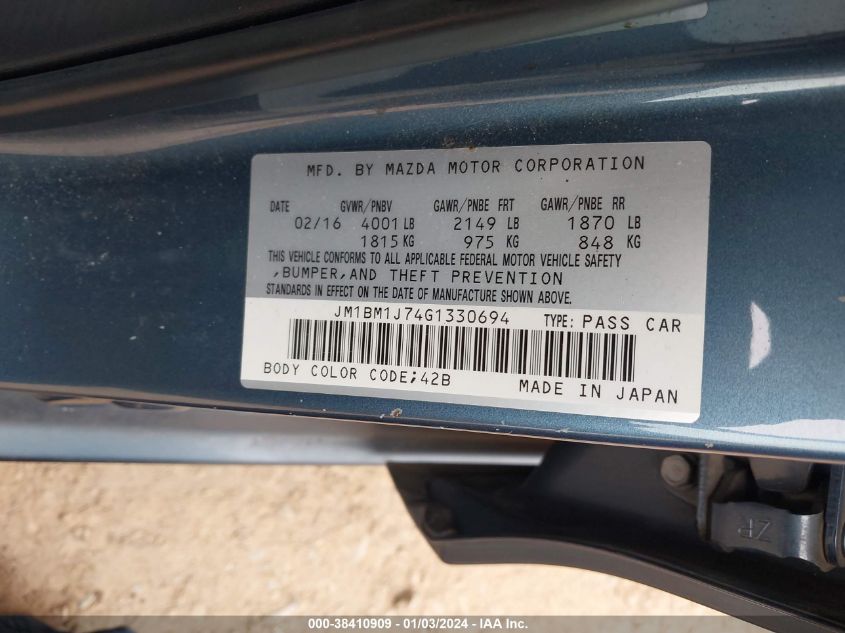 MFD. BY MAZDA MOTOR CORPORATION
DATE GVWR/PNBV GAWR/PNBE FRT GAWR/PNBE RR
02/16 4001 LB 2149 LB 1870 LB
1815 KG 975 KG 848 KG
THIS VEHICLE CONFORMS TO ALL APPLICABLE FEDERAL MOTOR VEHICLE SAFETY
,BUMPER,AND THEFT PREVENTION
STANDARDS IN EFFECT ON THE DATE OF MANUFACTURE SHOWN ABOVE.
JM1BM1J74G1330694 TYPE: PASS CAR
BODY COLOR CODE;42B MADE IN JAPAN
ZR
000-38410909 - 01/03/2024 - IAA Inc.